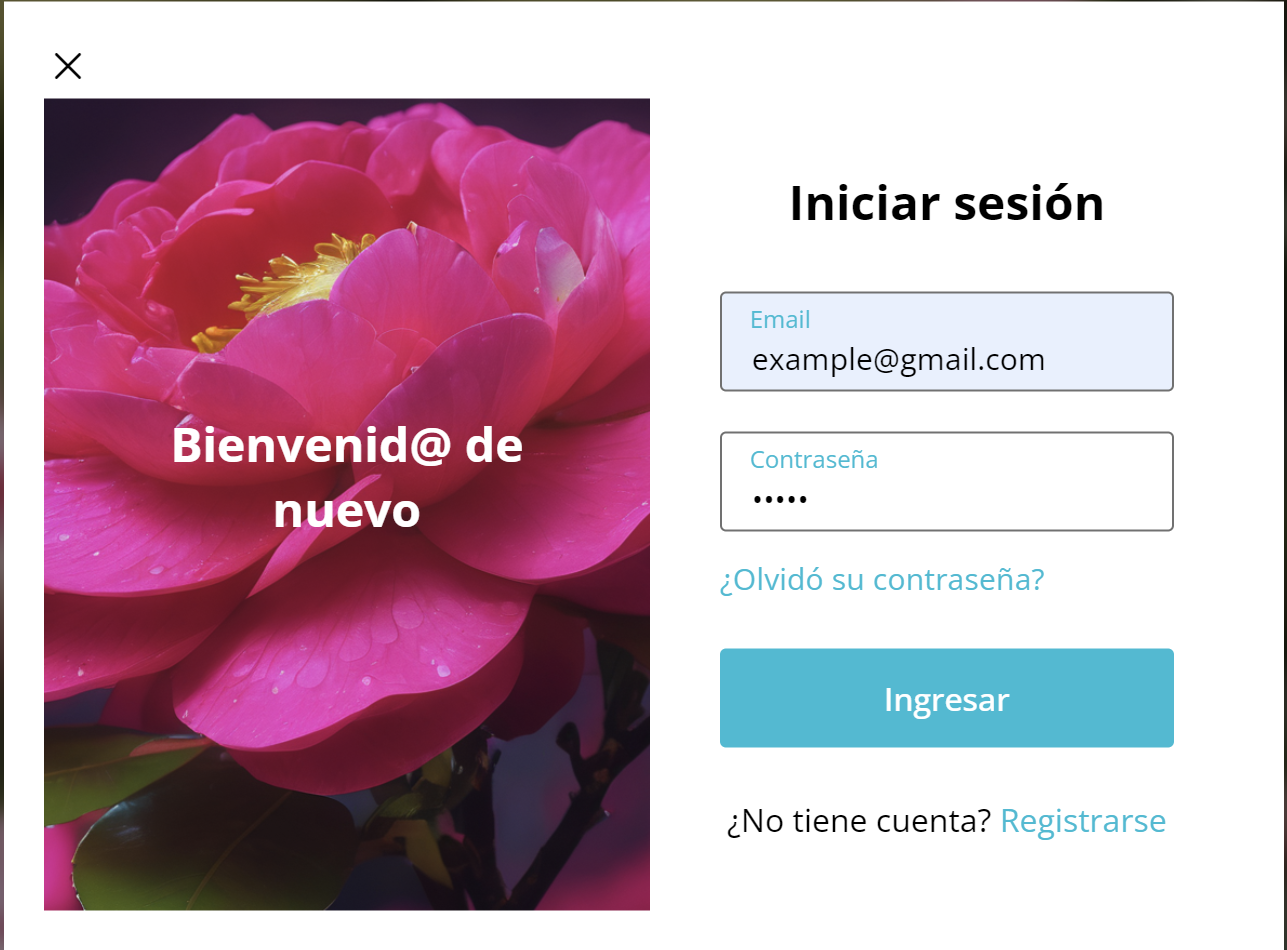 Bienvenid@ de
nuevo
Iniciar sesión
Email
example@gmail.com
Contraseña
•••••
¿Olvidó su contraseña?
Ingresar
¿No tiene cuenta? Registrarse